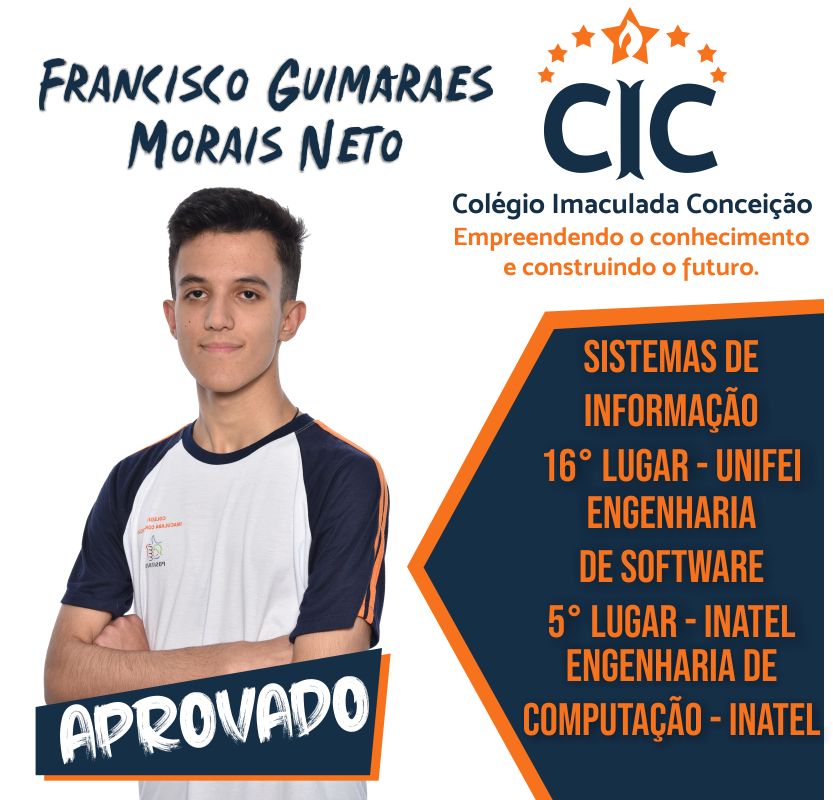 FRANCISCO GUIMARAES
MORAIS NETO
CIC
Colégio Imaculada Conceição
Empreendendo o conhecimento
e construindo o futuro.
SISTEMAS DE
INFORMAÇÃO
16° LUGAR - UNIFEI
ENGENHARIA
DE SOFTWARE
5° LUGAR - INATEL
ENGENHARIA DE
COMPUTAÇÃO - INATEL
APROVADO